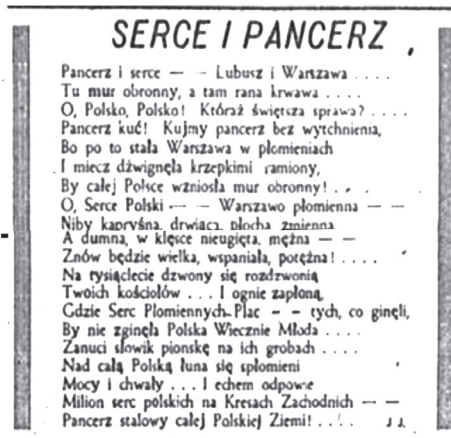 SERCE I PANCERZ
Pancerz i serce — – Lubusz i Warszawa . . . .
Tu mur obronny, a tam rana krwawa . . . .
O, Polsko, Polsko! Któraż świętsza sprawa? . . . .
Pancerz kuć! Kujmy pancerz bez wytchnienia,
Bo po to stała Warszawa w płomieniach
I miecz dźwignęła krzepkimi ramiony,
By całej Polsce wzniosła mur obronny! . . .
O, Serce Polski — – Warszawo płomienna — –
Niby kapryśna, drwiąca, płocha, zmienna
A dumna, w klęsce nieugięta, mężna — –
Znów będzie wielka, wspaniała, potężna! . . . .
Na tysiąclecie dzwony się rozdzwonią
Twoich kościołów . . . I ognie zapłoną,
Gdzie Serc Płomiennych Plac – – tych, co ginęli,
By nie zginęła Polska Wiecznie Młoda . . . .
Zanuci słowik pionskę na ich grobach . . . .
Nad całą Polską łuna się spłomieni
Mocy i chwały . . . I echem odpowie
Milion serc polskich na Kresach Zachodnich — –
Pancerz stalowy całej Polskiej Ziemi! . . . .
J. J.